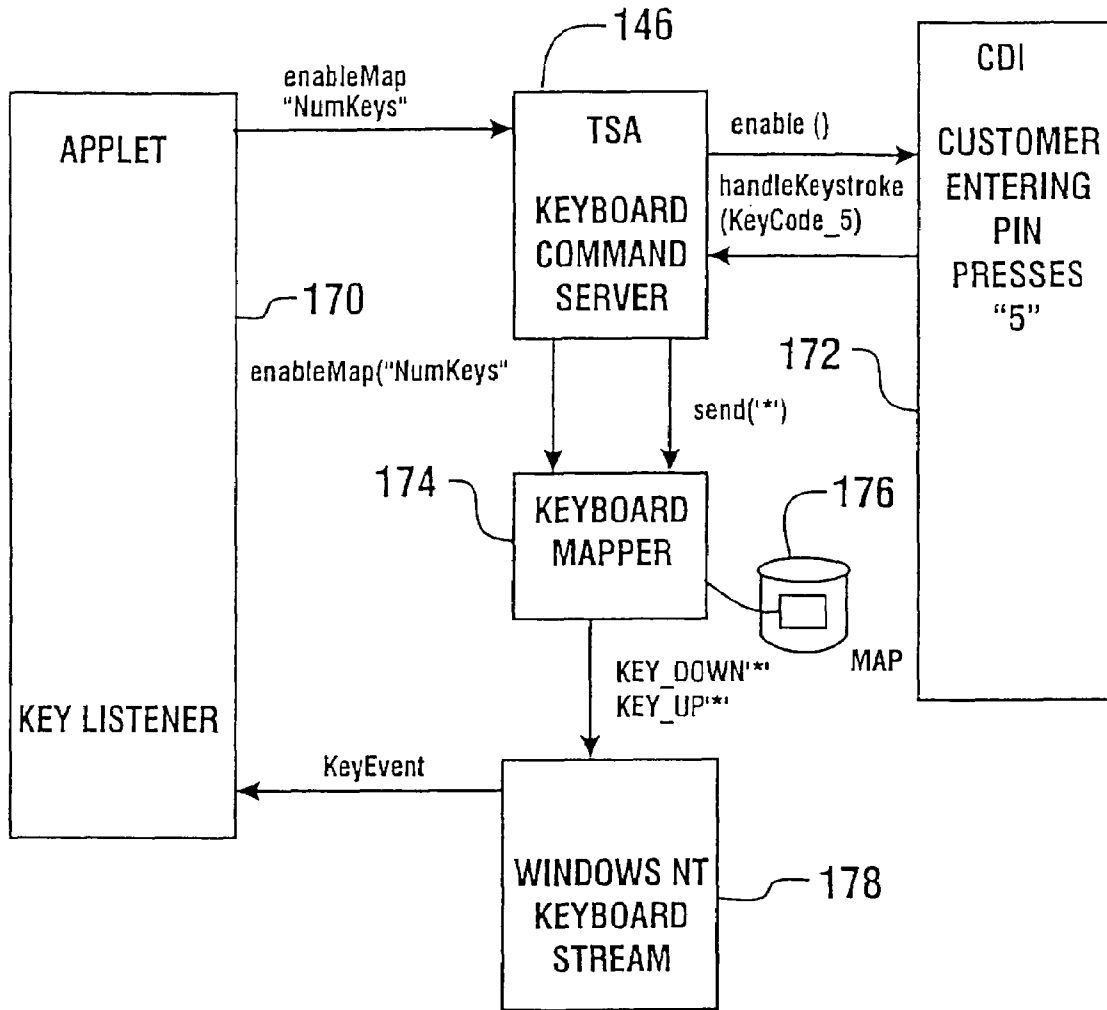 146
enableMap
"NumKeys"
APPLET
TSA
KEYBOARD
COMMAND
SERVER
enable ()
handleKeystroke
(KeyCode_5)
CDI
CUSTOMER
ENTERING
PIN
PRESSES
"5"
170
172
enableMap("NumKeys"
send('*')
174
KEYBOARD
MAPPER
176
MAP
KEY_DOWN'*'
KEY_UP'*'
KEY LISTENER
KeyEvent
WINDOWS NT
KEYBOARD
STREAM
178